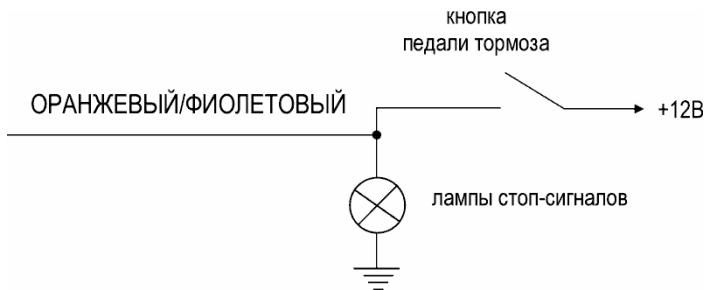 кнопка
педали тормоза
ОРАНЖЕВЫЙ/ФИОЛЕТОВЫЙ
+12В
лампы стоп-сигналов